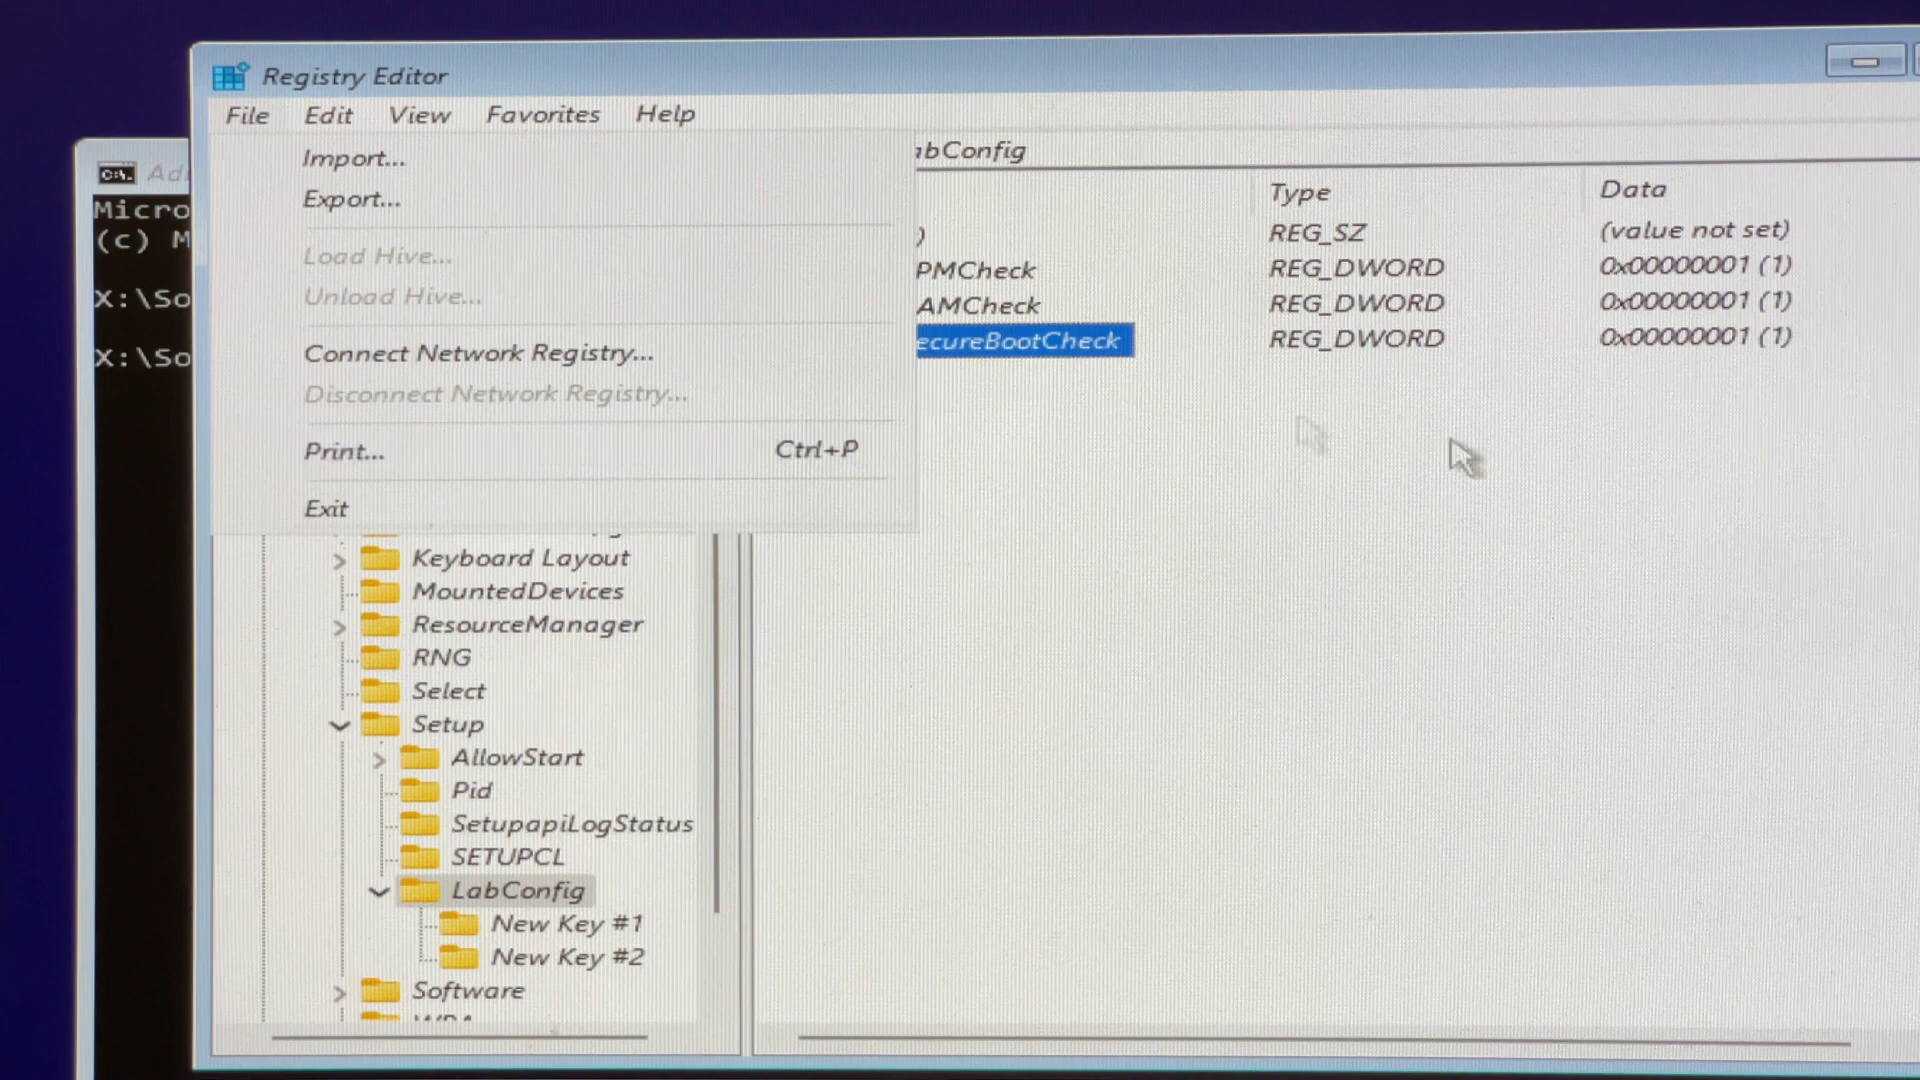 Registry Editor
File Edit View Favorites Help
Import...
Export...
Load Hive...
Unload Hive...
Connect Network Registry...
Disconnect Network Registry...
Print... Ctrl+P
Exit
abConfig
Type Data
) REG_SZ (value not set)
PMCheck REG_DWORD 0x00000001 (1)
AMCheck REG_DWORD 0x00000001 (1)
ecureBootCheck REG_DWORD 0x00000001 (1)
Keyboard Layout
MountedDevices
ResourceManager
RNG
Select
Setup
AllowStart
Pid
SetupapiLogStatus
SETUPCL
LabConfig
New Key #1
New Key #2
Software
C:\.
Ad
Micro
(c) M
X:\So
X:\So